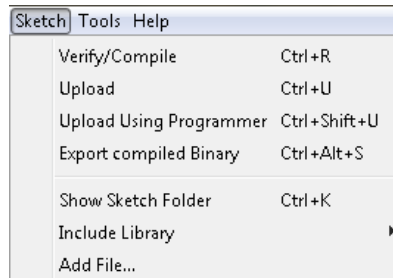 Sketch Tools Help
Verify/Compile Ctrl+R
Upload Ctrl+U
Upload Using Programmer Ctrl+Shift+U
Export compiled Binary Ctrl+Alt+S
Show Sketch Folder Ctrl+K
Include Library
Add File...